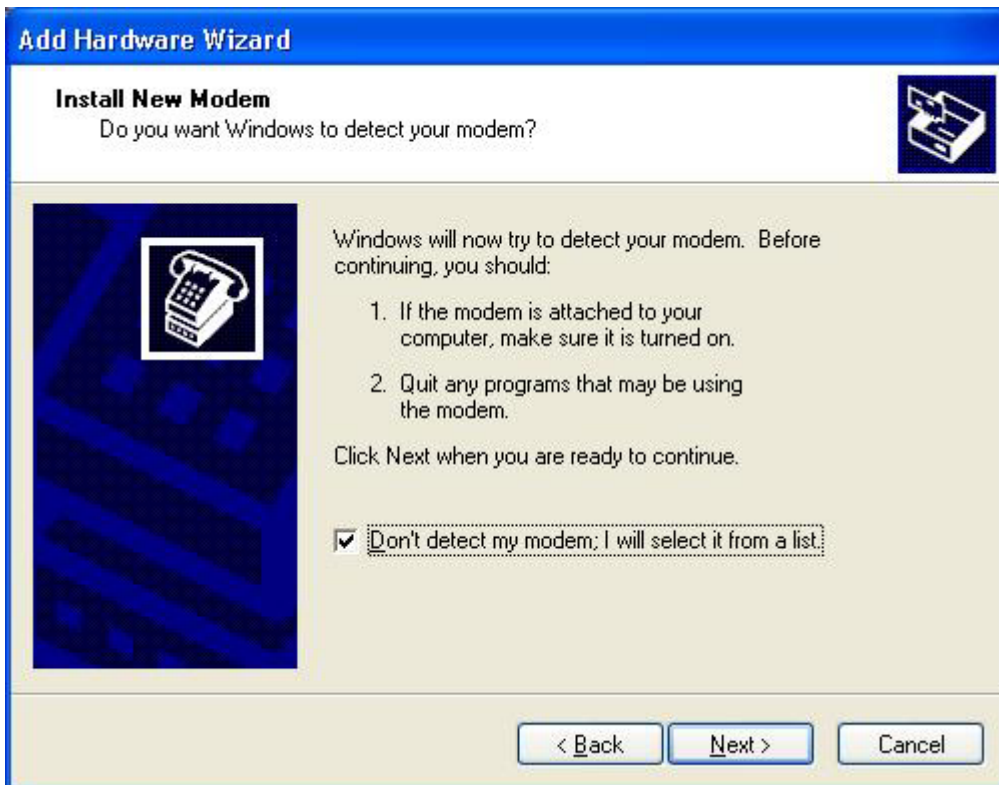 Add Hardware Wizard
Install New Modem
Do you want Windows to detect your modem?
Windows will now try to detect your modem.  Before
continuing, you should:
1. If the modem is attached to your
computer, make sure it is turned on.
2. Quit any programs that may be using
the modem.
Click Next when you are ready to continue.
Don't detect my modem; I will select it from a list.
< Back
Next >
Cancel